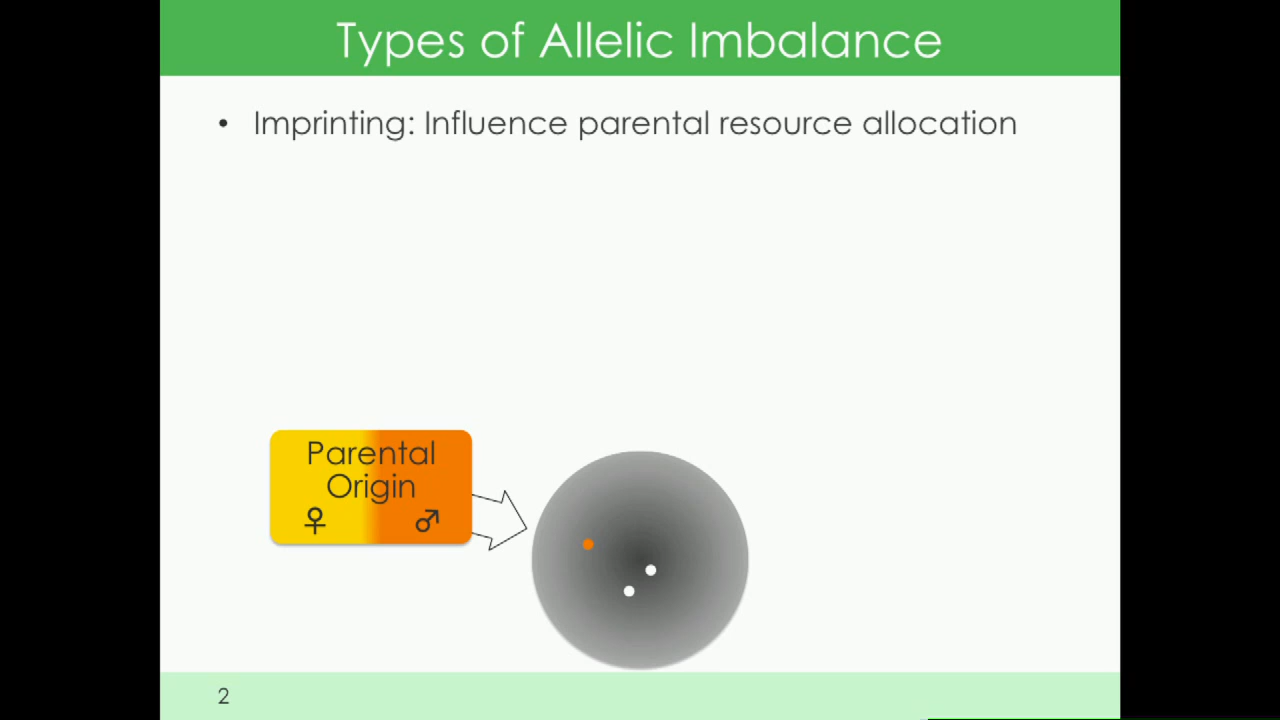 Types of Allelic Imbalance
• Imprinting: Influence parental resource allocation
Parental
Origin
♀ ♂
2